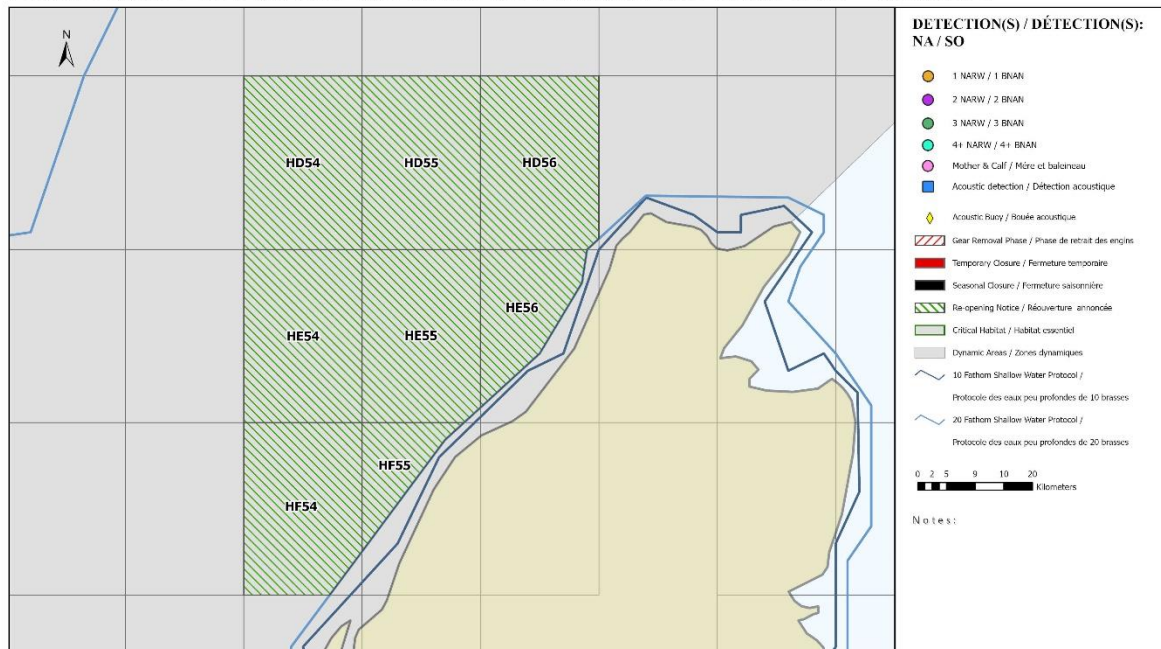 N
HD54
HD55
HD56
HE54
HE55
HE56
HF54
HF55
DETECTION(S) / DÉTECTION(S):
NA / SO
1 NARW / 1 BNAN
2 NARW / 2 BNAN
3 NARW / 3 BNAN
4+ NARW / 4+ BNAN
Mother & Calf / Mère et baleineau
Acoustic detection / Détection acoustique
Acoustic Buoy / Bouée acoustique
Gear Removal Phase / Phase de retrait des engins
Temporary Closure / Fermeture temporaire
Seasonal Closure / Fermeture saisonnière
Re-opening Notice / Réouverture annoncée
Critical Habitat / Habitat essentiel
Dynamic Areas / Zones dynamiques
10 Fathom Shallow Water Protocol /
Protocole des eaux peu profondes de 10 brasses
20 Fathom Shallow Water Protocol /
Protocole des eaux peu profondes de 20 brasses
0 2 5 9 10 20
Kilometers
Notes: